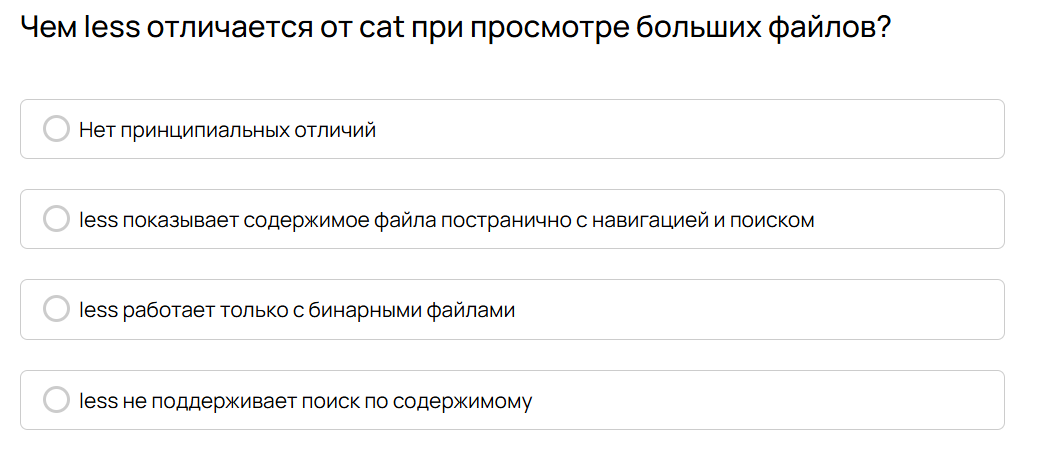 Чем less отличается от cat при просмотре больших файлов?
Нет принципиальных отличий
less показывает содержимое файла постранично с навигацией и поиском
less работает только с бинарными файлами
less не поддерживает поиск по содержимому